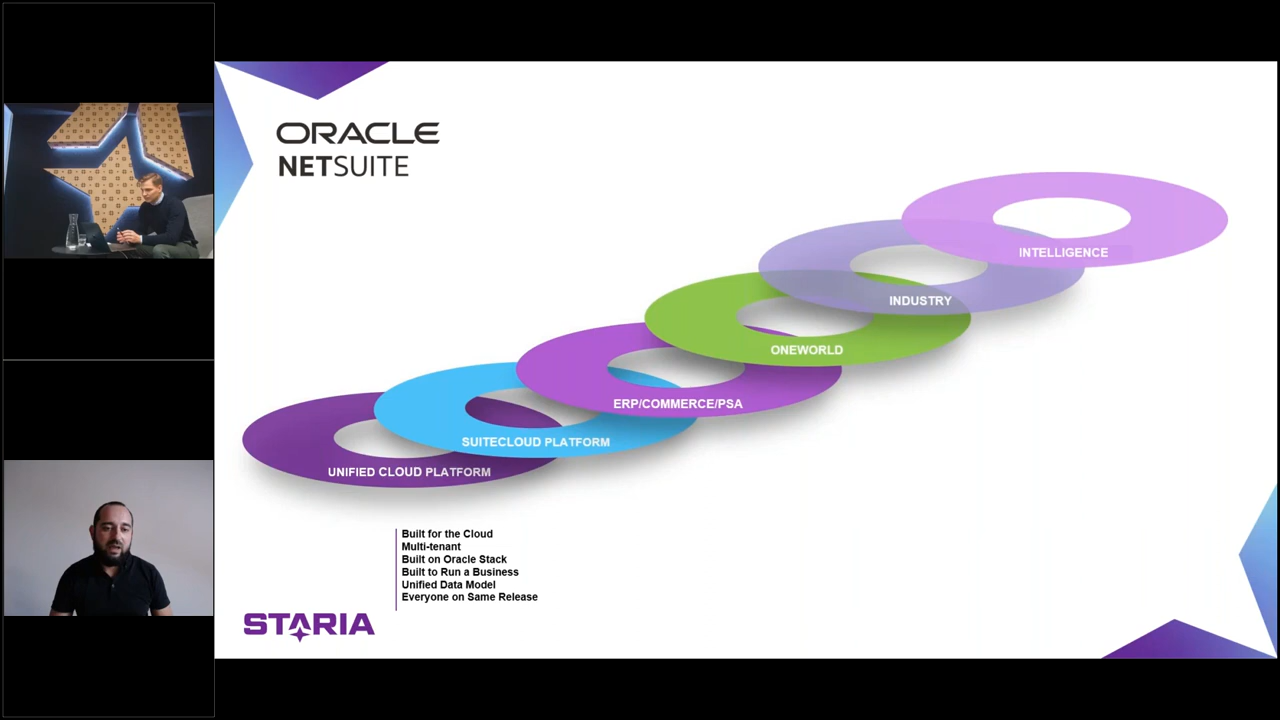 ORACLE
NETSUITE
INTELLIGENCE
INDUSTRY
ONEWORLD
ERP/COMMERCE/PSA
SUITECLOUD PLATFORM
UNIFIED CLOUD PLATFORM
Built for the Cloud
Multi-tenant
Built on Oracle Stack
Built to Run a Business
Unified Data Model
Everyone on Same Release
STARIA